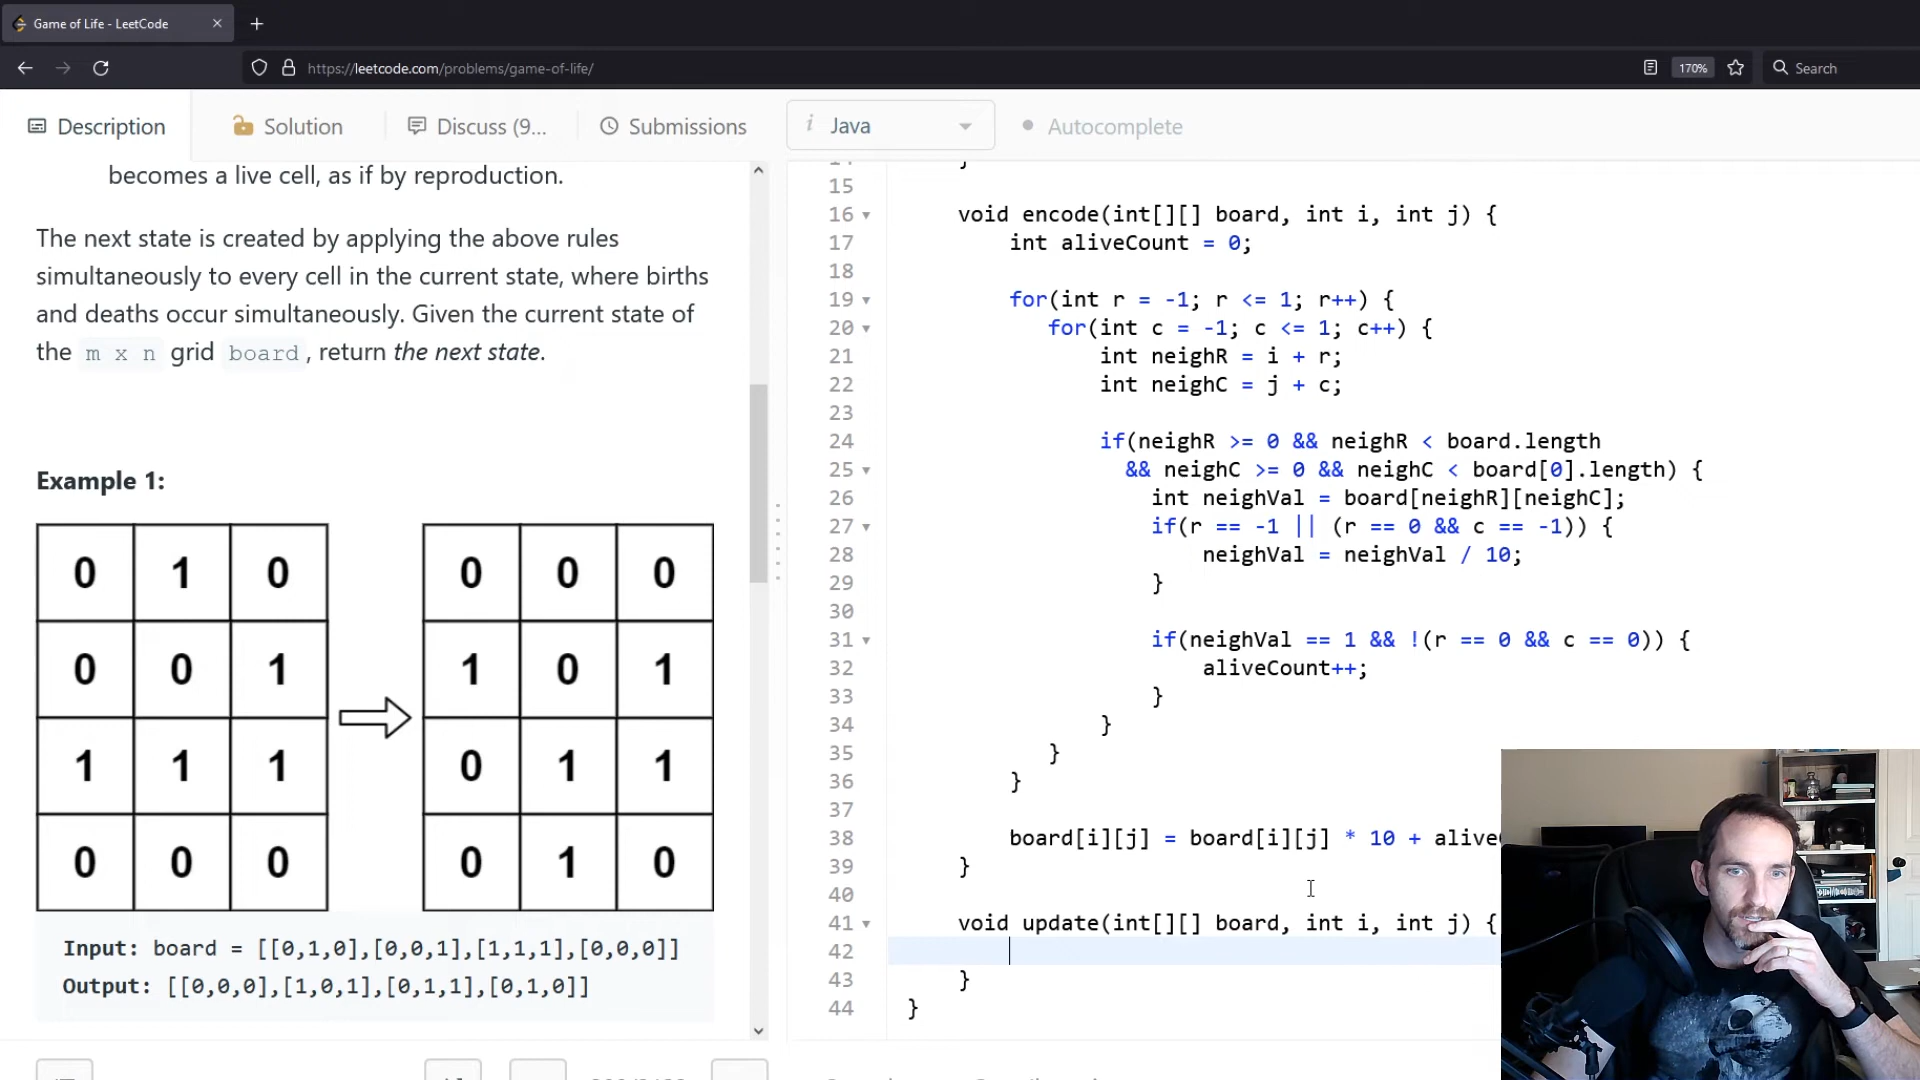 Game of Life - LeetCode
https://leetcode.com/problems/game-of-life/
170%
Search
Description
Solution
Discuss (9...
Submissions
i Java
Autocomplete
becomes a live cell, as if by reproduction.
The next state is created by applying the above rules
simultaneously to every cell in the current state, where births
and deaths occur simultaneously. Given the current state of
the m x n grid board, return the next state.
Example 1:
0 1 0
0 0 1
1 1 1
0 0 0
0 0 0
1 0 1
0 1 1
0 1 0
Input: board = [[0,1,0],[0,0,1],[1,1,1],[0,0,0]]
Output: [[0,0,0],[1,0,1],[0,1,1],[0,1,0]]
15
16 void encode(int[][] board, int i, int j) {
17 int aliveCount = 0;
18
19 for(int r = -1; r <= 1; r++) {
20 for(int c = -1; c <= 1; c++) {
21 int neighR = i + r;
22 int neighC = j + c;
23
24 if(neighR >= 0 && neighR < board.length
25 && neighC >= 0 && neighC < board[0].length) {
26 int neighVal = board[neighR][neighC];
27 if(r == -1 || (r == 0 && c == -1)) {
28 neighVal = neighVal / 10;
29 }
30
31 if(neighVal == 1 && !(r == 0 && c == 0)) {
32 aliveCount++;
33 }
34 }
35 }
36 }
37
38 board[i][j] = board[i][j] * 10 + alive
39 }
40
41 void update(int[][] board, int i, int j) {
42
43 }
44 }